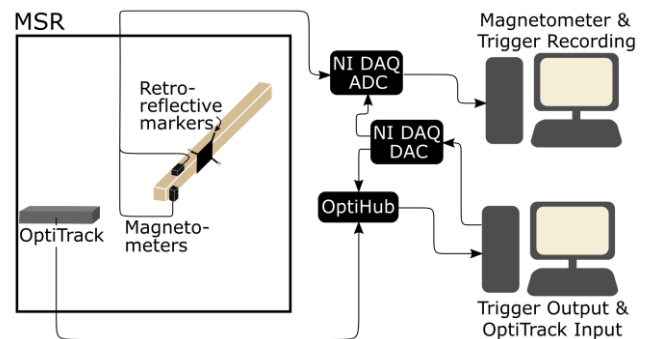 MSR
Retro-
reflective
markers
OptiTrack
Magneto-
meters
NI DAQ
ADC
NI DAQ
DAC
OptiHub
Magnetometer &
Trigger Recording
Trigger Output &
OptiTrack Input